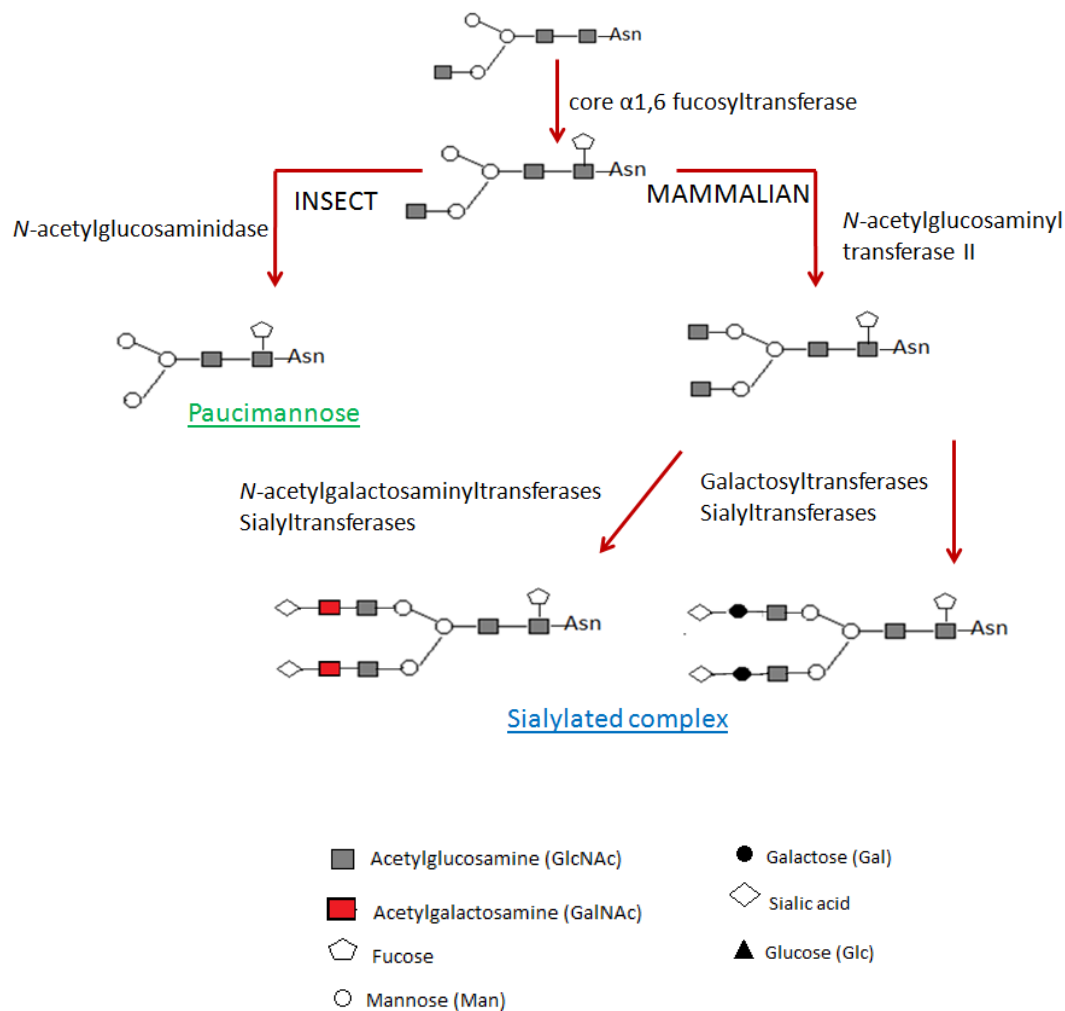 Asn
core α1,6 fucosyltransferase
Asn
INSECT
MAMMALIAN
N-acetylglucosaminidase
N-acetylglucosaminyl
transferase II
Asn
Asn
Paucimannose
N-acetylgalactosaminyltransferases
Sialyltransferases
Galactosyltransferases
Sialyltransferases
Asn
Asn
Sialylated complex
Acetylglucosamine (GlcNAc)
Galactose (Gal)
Acetylgalactosamine (GalNAc)
Sialic acid
Fucose
Glucose (Glc)
Mannose (Man)